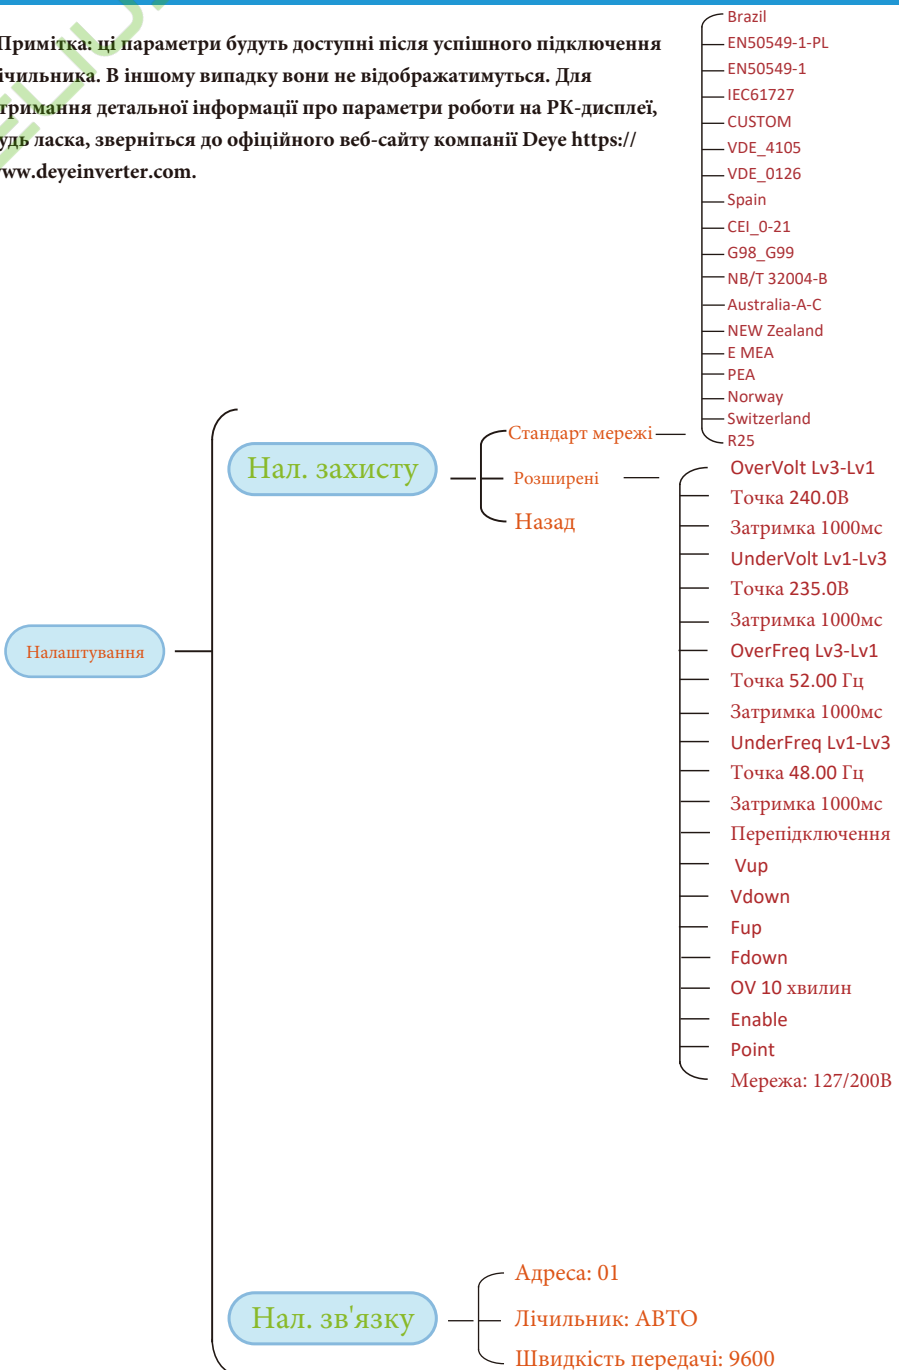 Примітка: ці параметри будуть доступні після успішного підключення
ічильника. В іншому випадку вони не відображатимуться. Для
тримання детальної інформації про параметри роботи на РК-дисплеї,
удь ласка, зверніться до офіційного веб-сайту компанії Deye https://
www.deyeinverter.com.
Brazil
EN50549-1-PL
EN50549-1
IEC61727
CUSTOM
VDE_4105
VDE_0126
Spain
CEI_0-21
G98_G99
NB/T 32004-B
Australia-A-C
NEW Zealand
E MEA
PEA
Norway
Switzerland
R25
Налаштування
Нал. захисту
Стандарт мережі
Розширені
Назад
OverVolt Lv3-Lv1
Точка 240.0В
Затримка 1000мс
UnderVolt Lv1-Lv3
Точка 235.0В
Затримка 1000мс
OverFreq Lv3-Lv1
Точка 52.00 Гц
Затримка 1000мс
UnderFreq Lv1-Lv3
Точка 48.00 Гц
Затримка 1000мс
Перепідключення
Vup
Vdown
Fup
Fdown
OV 10 хвилин
Enable
Point
Мережа: 127/200В
Нал. зв'язку
Адреса: 01
Лічильник: АВТО
Швидкість передачі: 9600